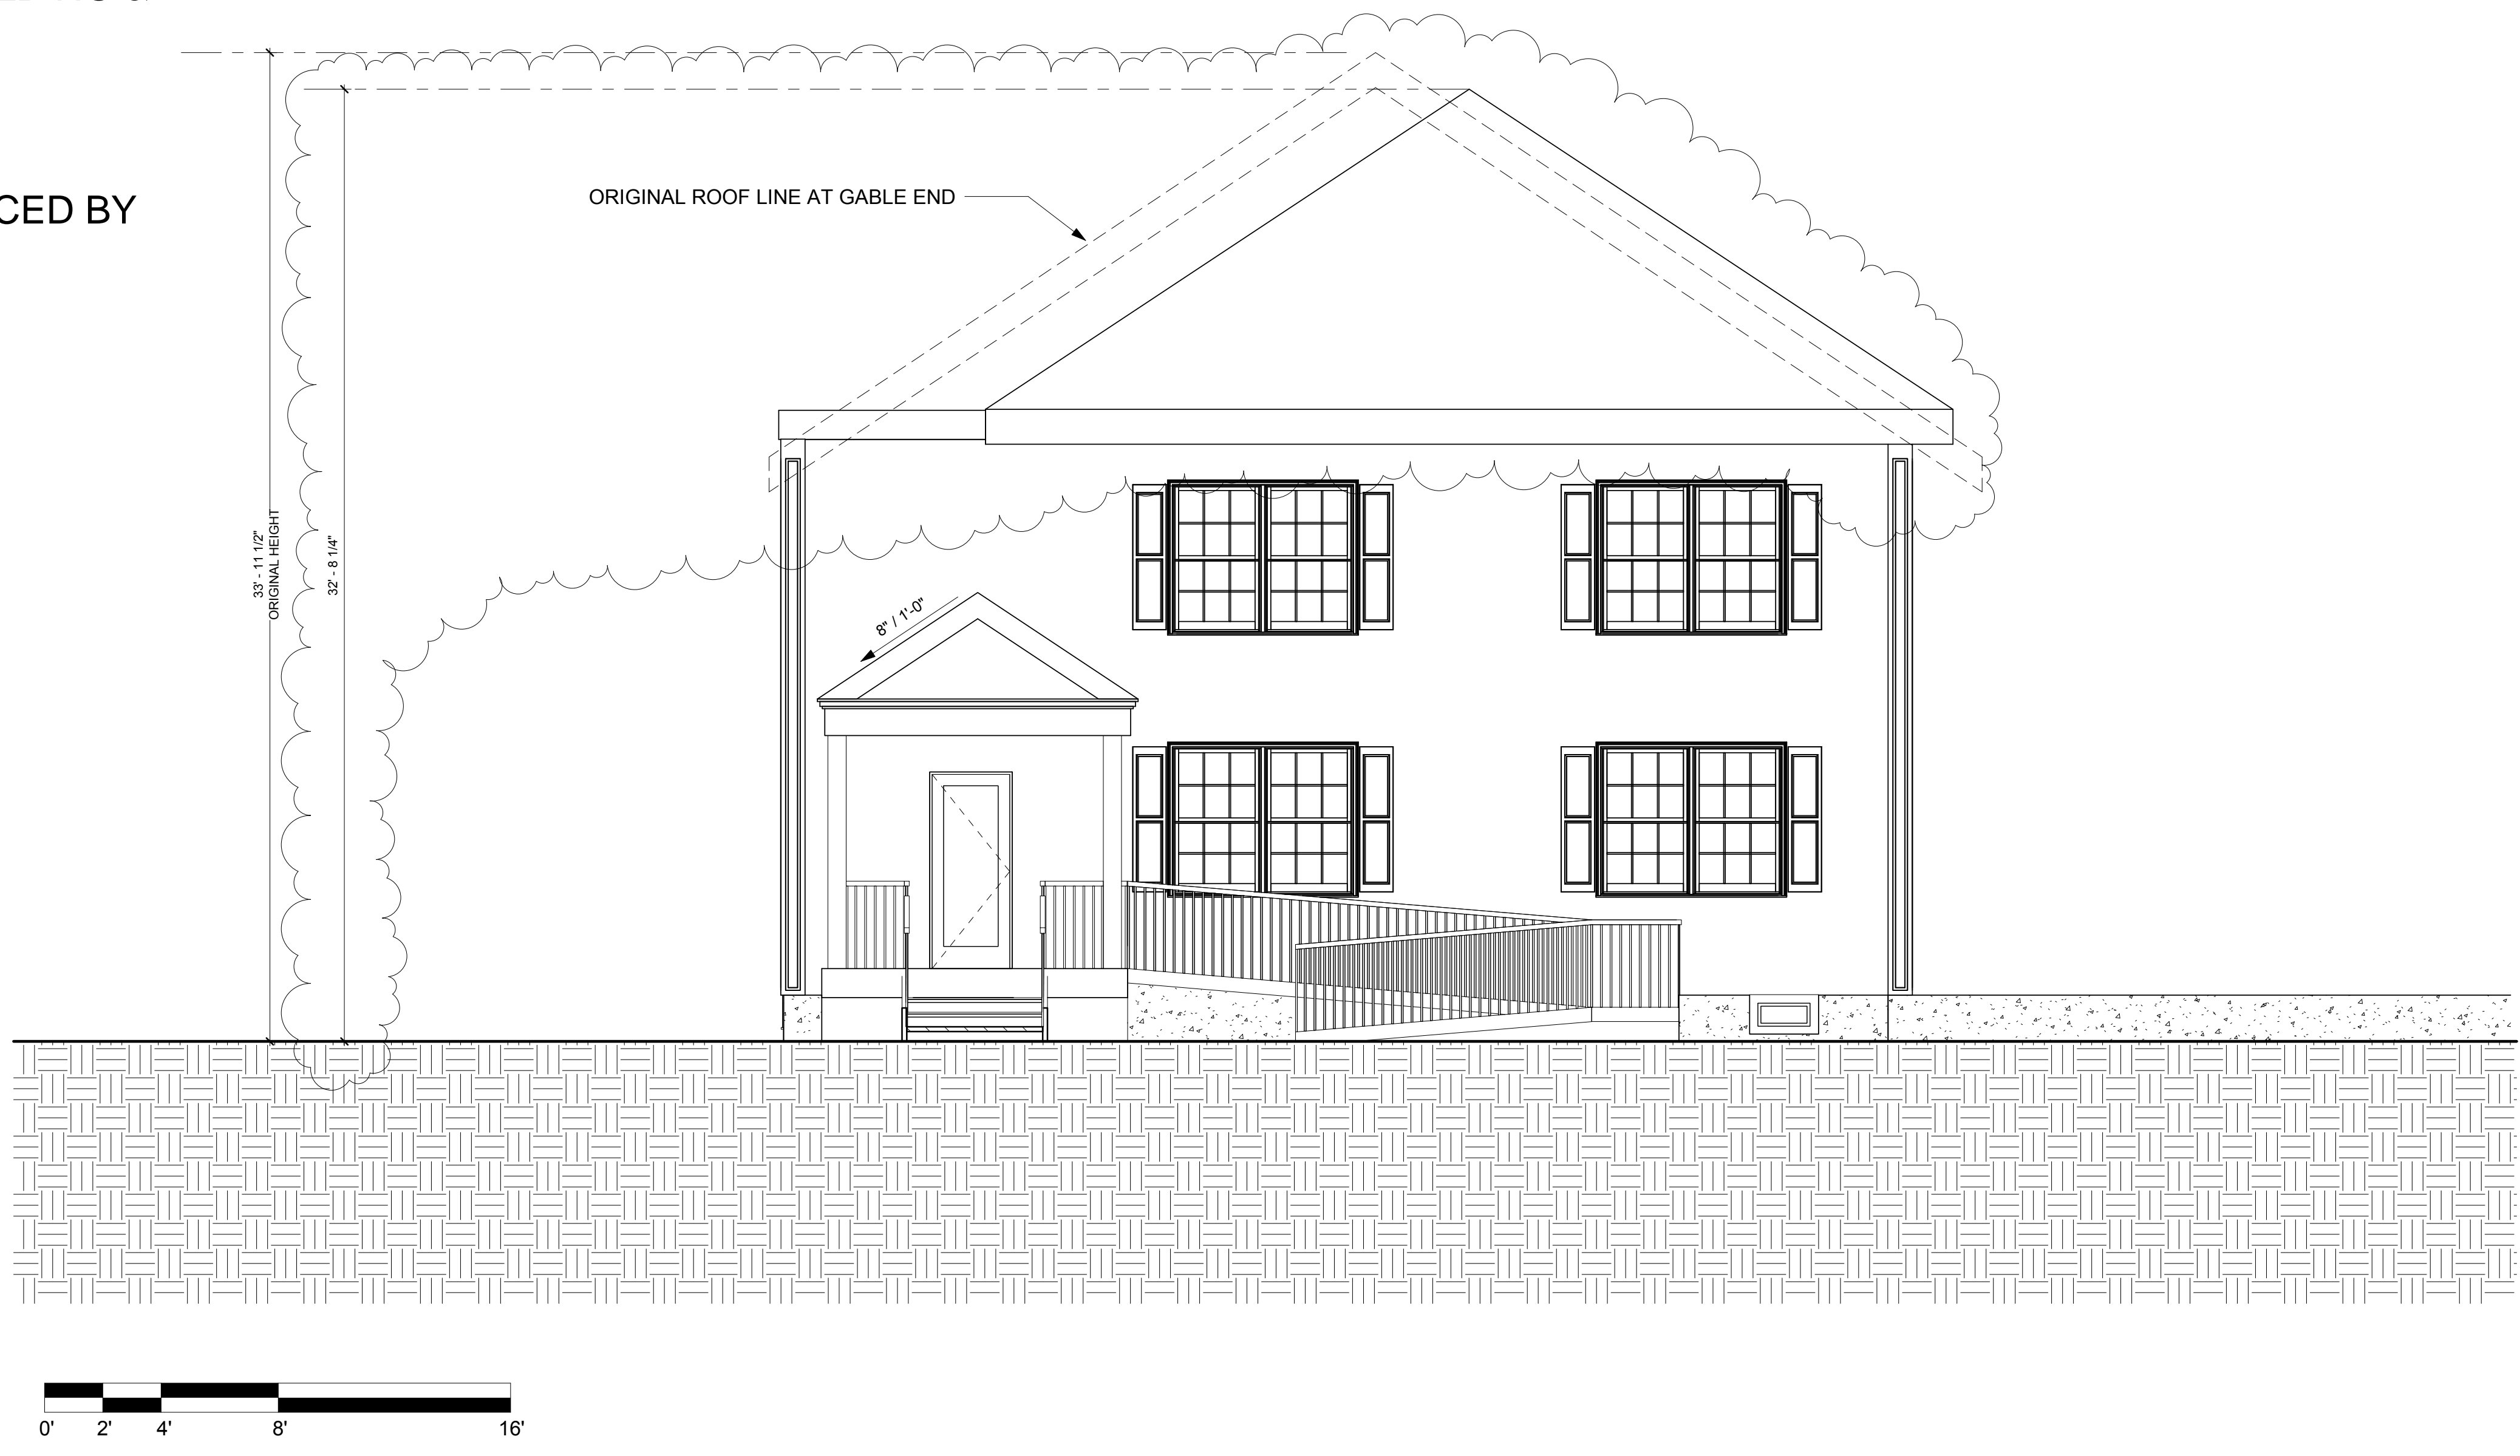 CED BY
ORIGINAL ROOF LINE AT GABLE END
33' - 11 1/2"
ORIGINAL HEIGHT
32' - 8 1/4"
8" / 1'-0"
0' 2' 4' 8' 16'